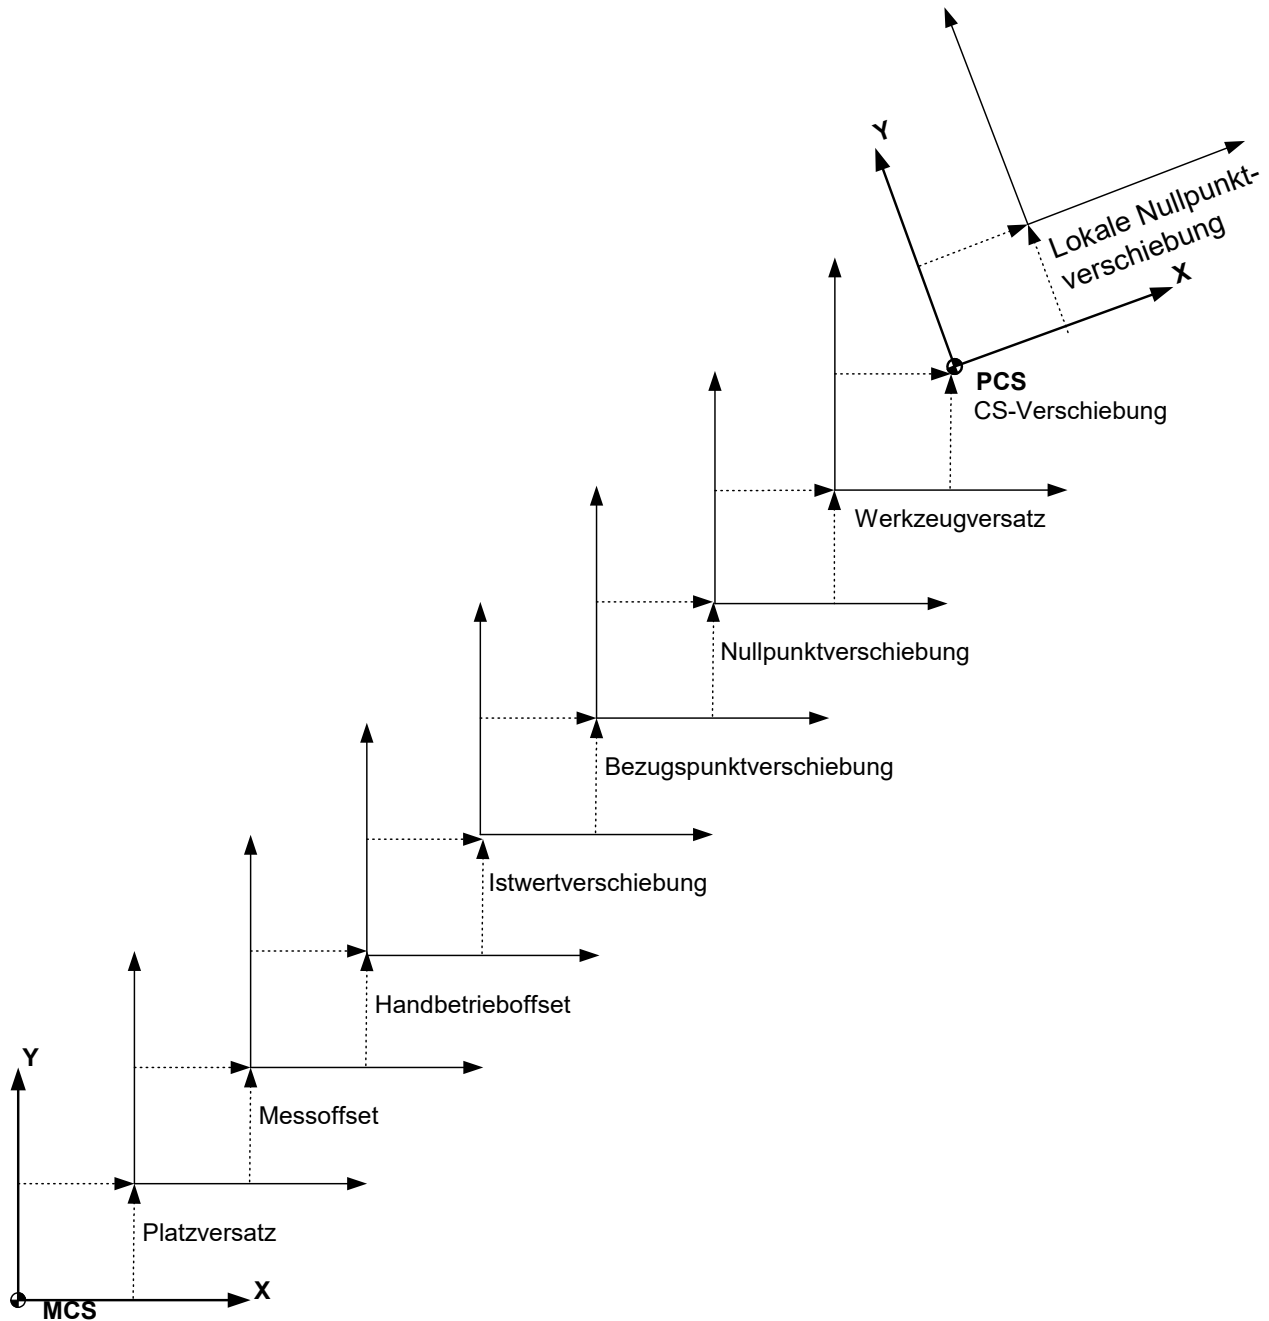 Y
Lokale Nullpunkt-
verschiebung
X
PCS
CS-Verschiebung
Werkzeugversatz
Nullpunktverschiebung
Bezugspunktverschiebung
Istwertverschiebung
Handbetrieboffset
Y
Messoffset
Platzversatz
X
MCS